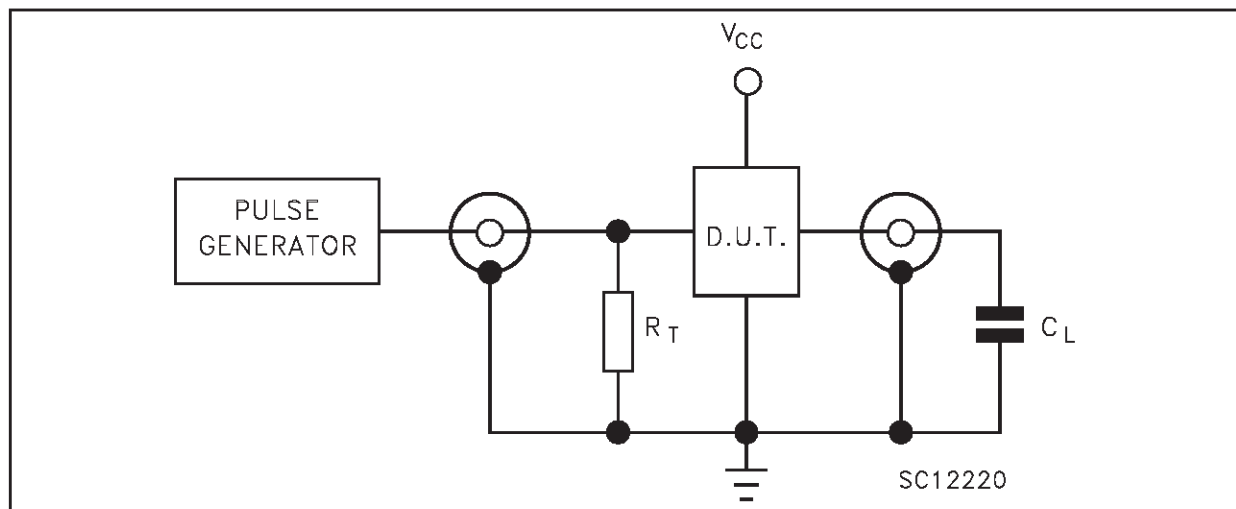 VCC
PULSE
GENERATOR
D.U.T.
RT
CL
SC12220